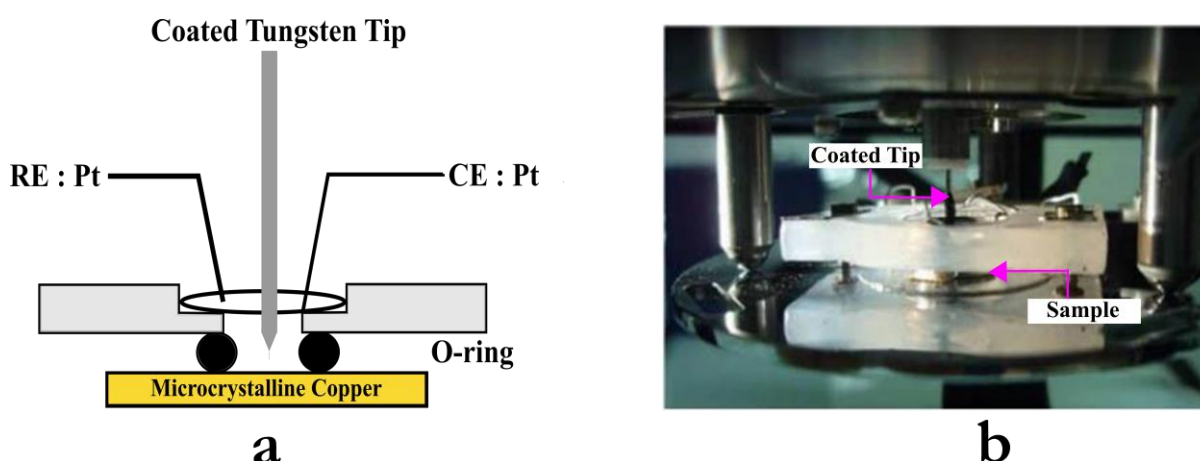 Coated Tungsten Tip
RE : Pt
CE : Pt
O-ring
Microcrystalline Copper
a
Coated Tip
Sample
b